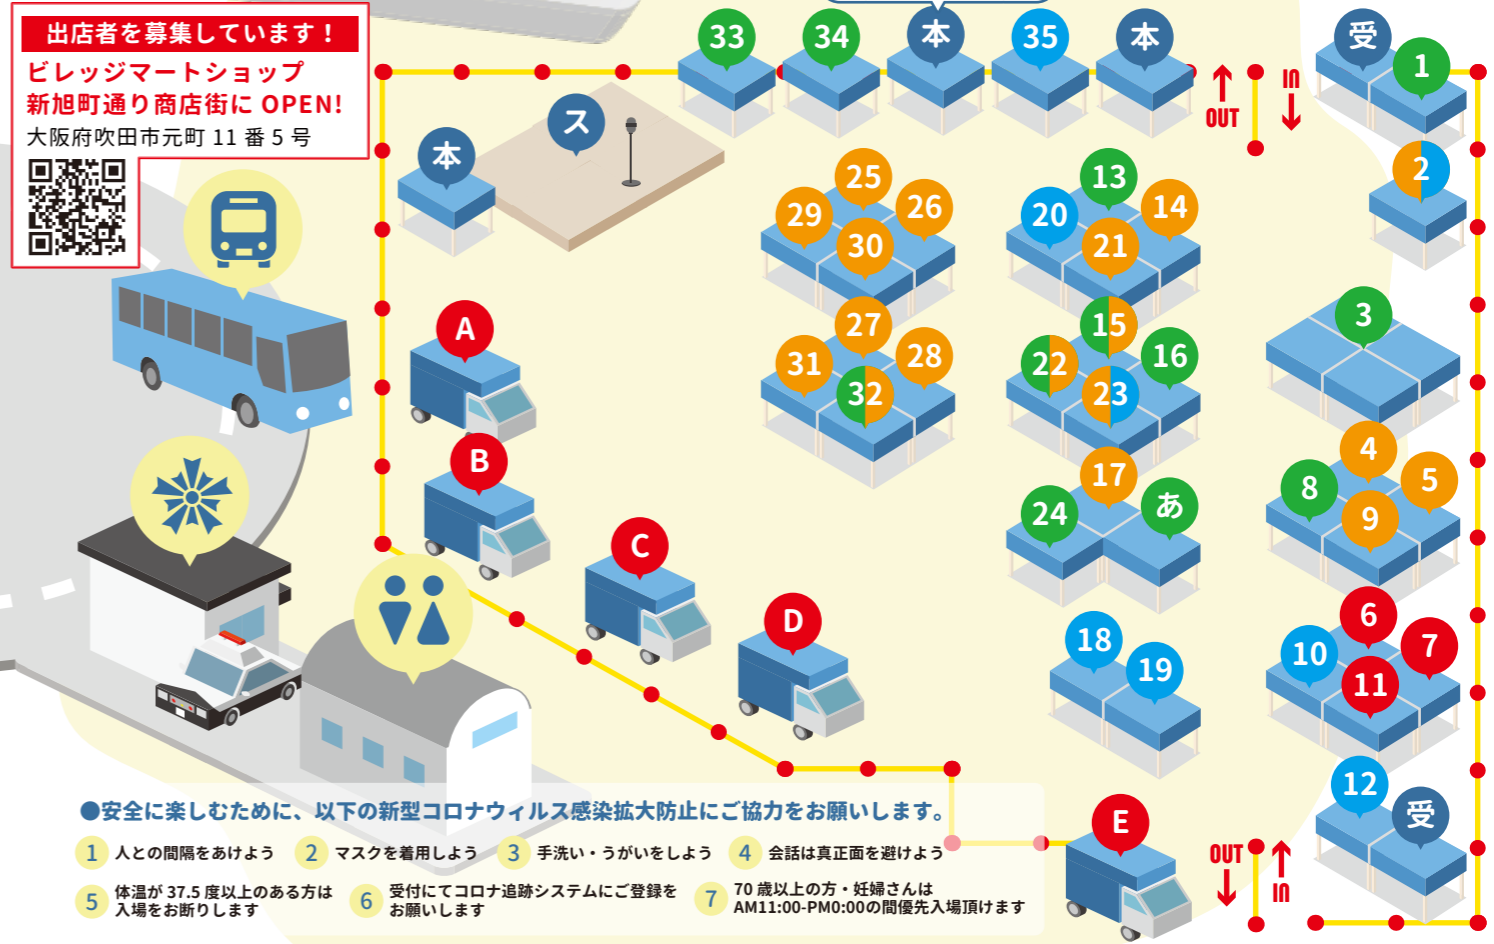 出店者を募集しています！
ビレッジマートショップ
新旭町通り商店街に OPEN!
大阪府吹田市元町 11 番 5 号
33
34
本
35
本
OUT
IN
受
1
本
ス
2
25
29
26
30
13
20
14
21
3
A
27
31
28
32
15
22
16
23
B
4
8
5
9
17
24
あ
C
D
6
10
7
11
18
19
12
受
E
OUT
IN
●安全に楽しむために、以下の新型コロナウィルス感染拡大防止にご協力をお願いします。
1 人との間隔をあけよう 2 マスクを着用しよう 3 手洗い・うがいをしよう 4 会話は真正面を避けよう
5 体温が 37.5 度以上のある方は
入場をお断りします
6 受付にてコロナ追跡システムにご登録を
お願いします
7 70 歳以上の方・妊婦さんは
AM11:00-PM0:00の間優先入場頂けます